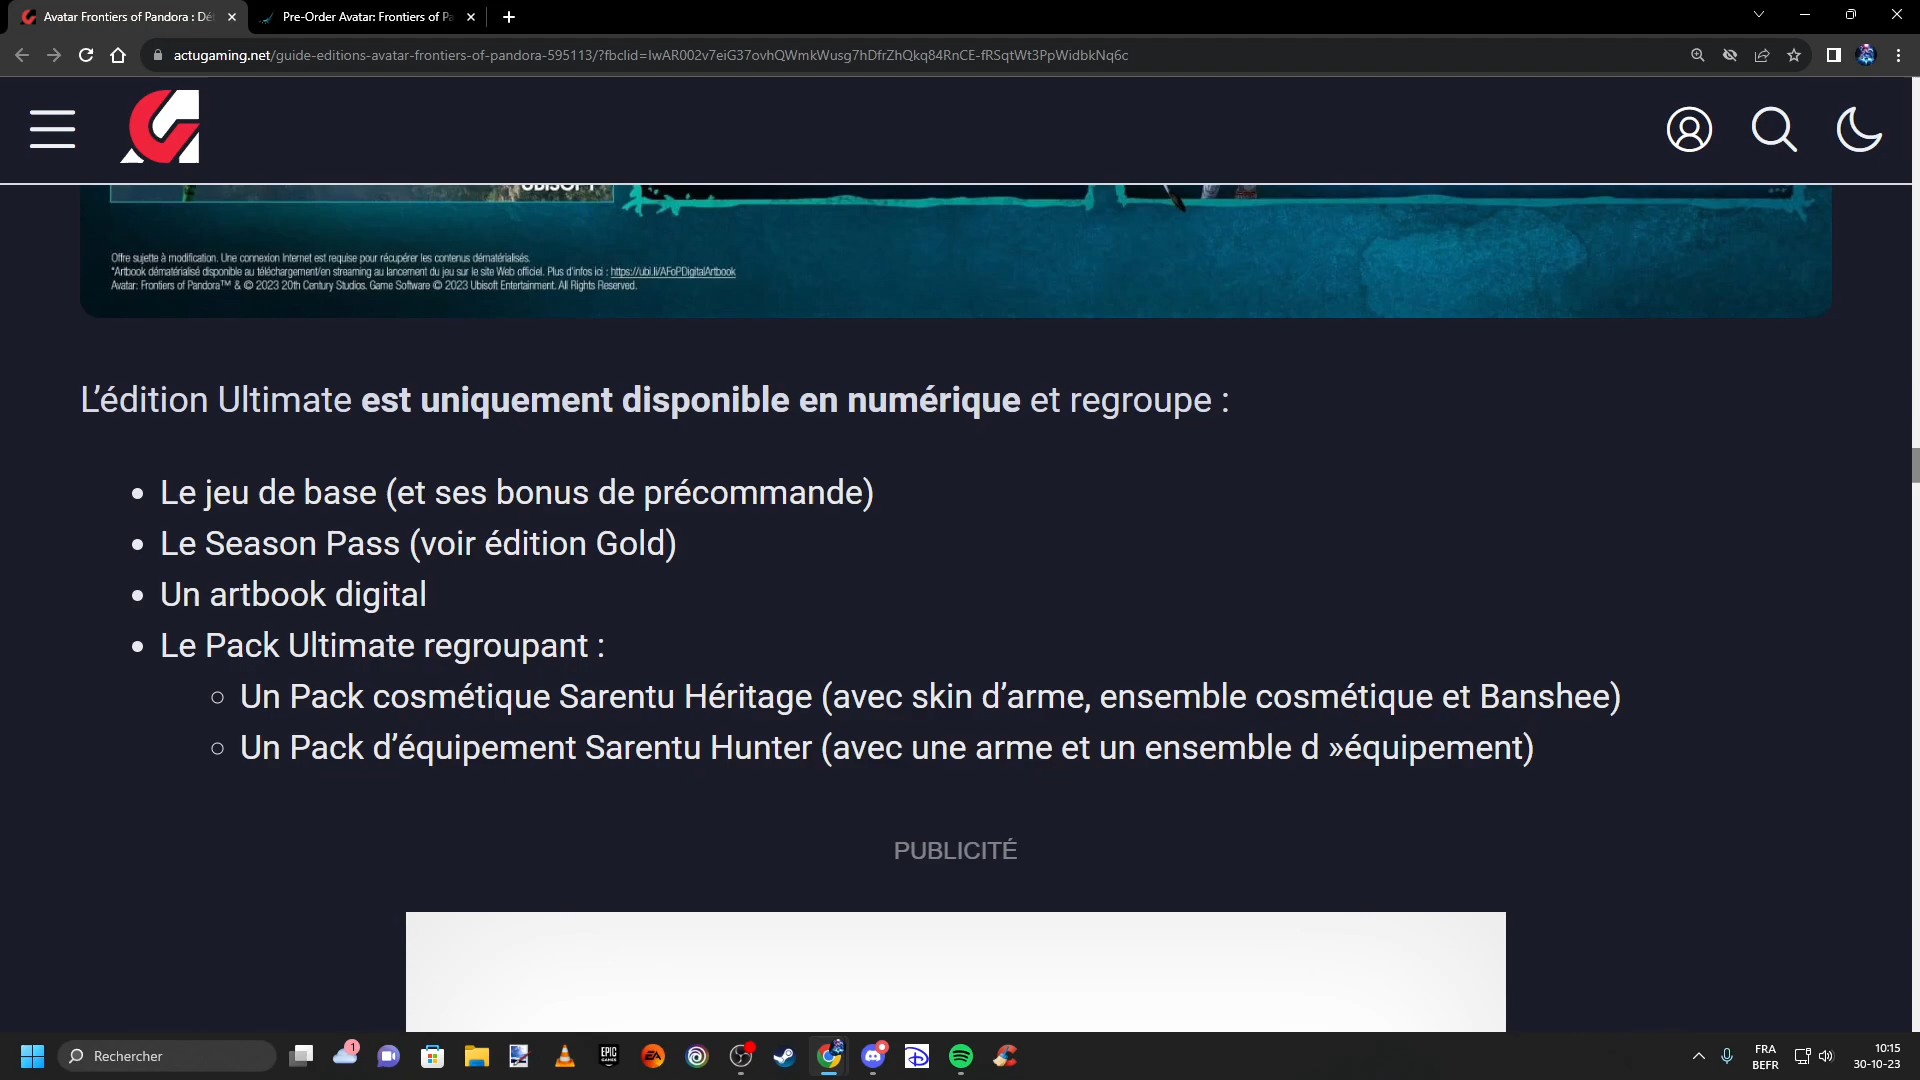 Avatar Frontiers of Pandora : Dé
Pre-Order Avatar: Frontiers of Pa
actugaming.net/guide-editions-avatar-frontiers-of-pandora-595113/?fbclid=IwAR002v7eiG37ovhQWmkWusg7hDfrZhQkq84RnCE-fRSqtWt3PpWidbkNq6c
UBISOFT
Offre sujette à modification. Une connexion Internet est requise pour récupérer les contenus dématérialisés.
*Artbook dématérialisé disponible au téléchargement/en streaming au lancement du jeu sur le site Web officiel. Plus d'infos ici : https://ubi.li/AFoPDigitalArtbook
Avatar: Frontiers of Pandora™ & © 2023 20th Century Studios. Game Software © 2023 Ubisoft Entertainment. All Rights Reserved.
L’édition Ultimate est uniquement disponible en numérique et regroupe :
• Le jeu de base (et ses bonus de précommande)
• Le Season Pass (voir édition Gold)
• Un artbook digital
• Le Pack Ultimate regroupant :
○ Un Pack cosmétique Sarentu Héritage (avec skin d’arme, ensemble cosmétique et Banshee)
○ Un Pack d’équipement Sarentu Hunter (avec une arme et un ensemble d »équipement)
PUBLICITÉ
Rechercher
1
EPIC GAMES
EA
FRA
BEFR
10:15
30-10-23